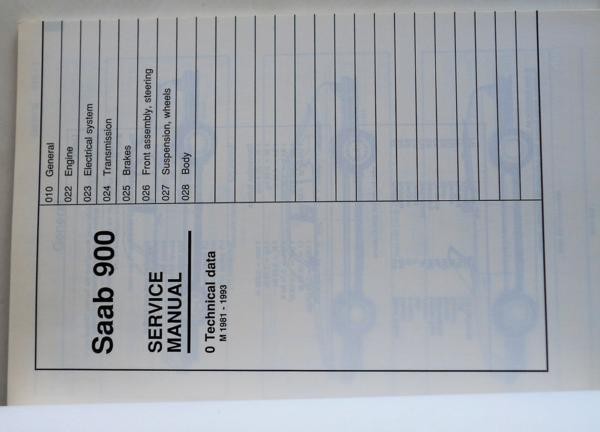 Saab 900
SERVICE
MANUAL
0 Technical data
M 1981 - 1993
010 General
022 Engine
023 Electrical system
024 Transmission
025 Brakes
026 Front assembly, steering
027 Suspension, wheels
028 Body